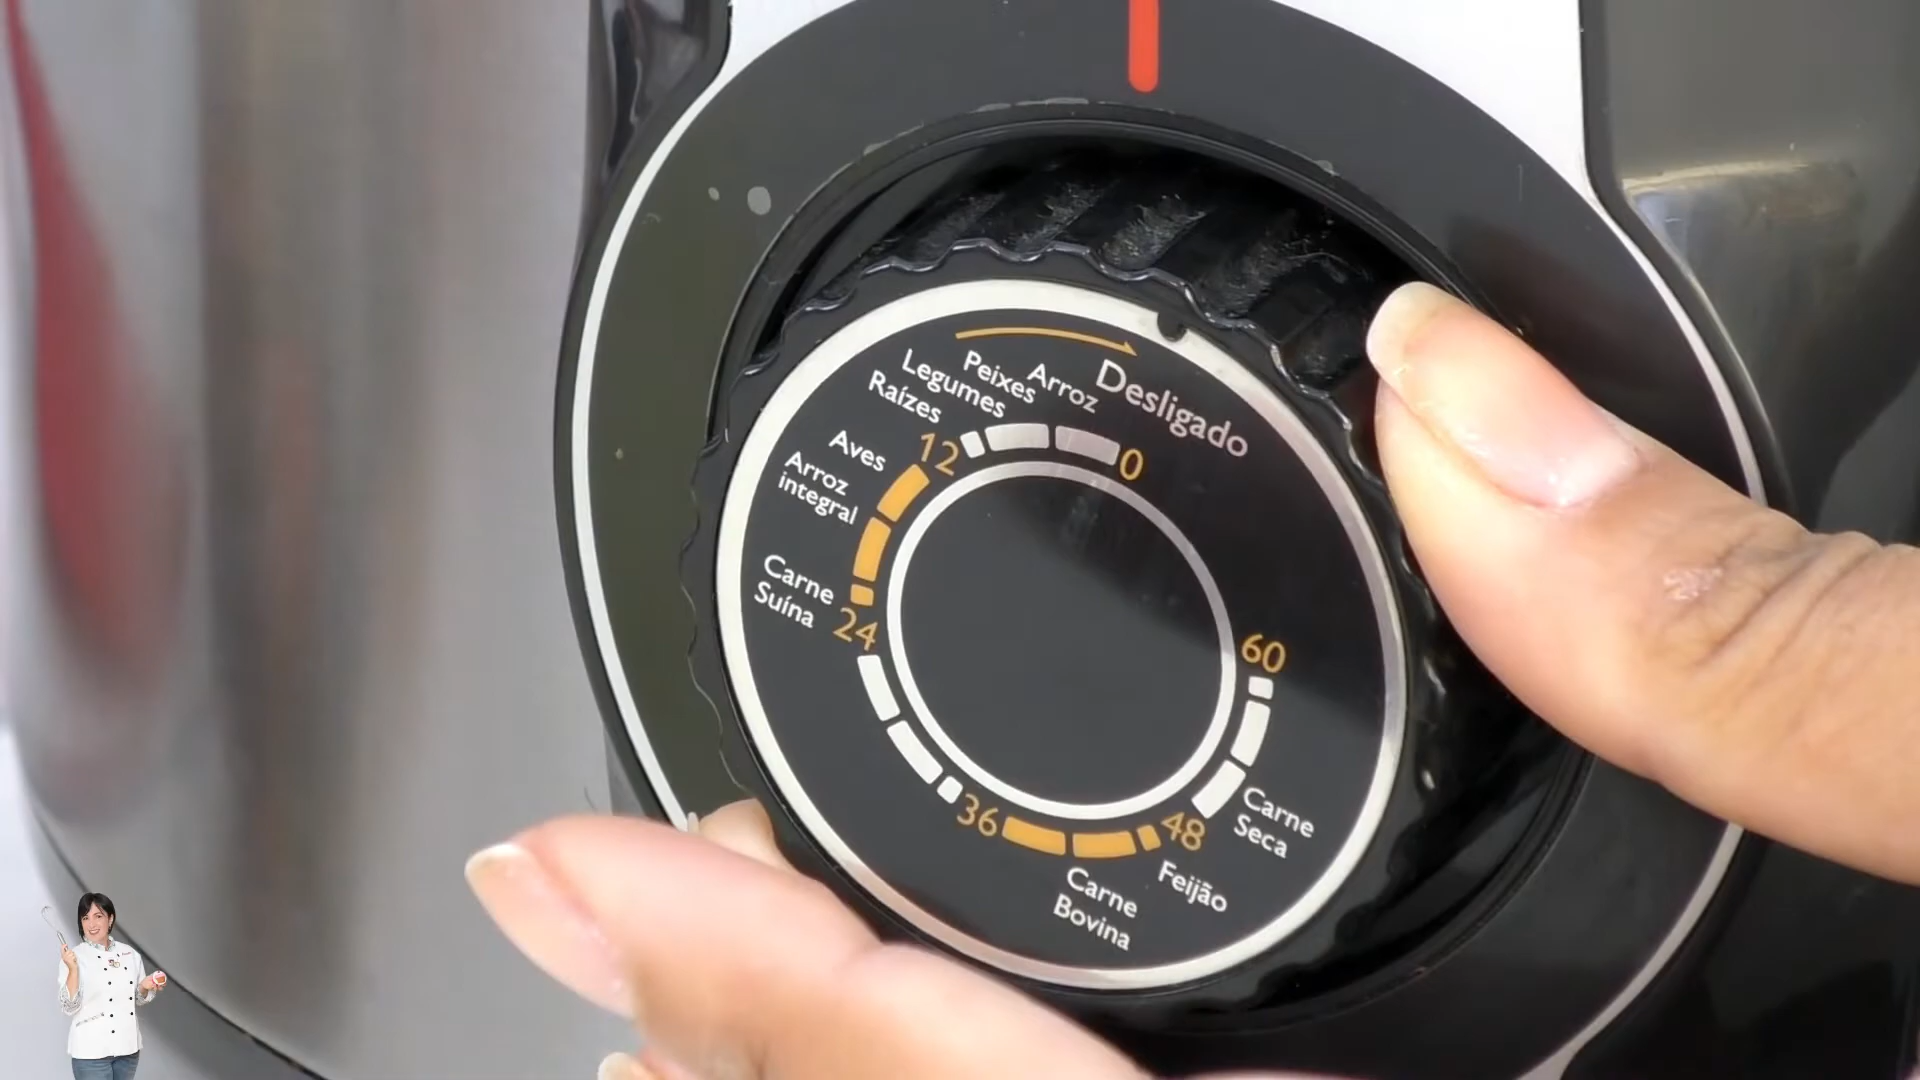 Desligado
Arroz
Peixes
Legumes
Raízes
Aves
Arroz
integral
Carne
Suína
0
12
24
36
48
60
Carne
Bovina
Feijão
Carne
Seca